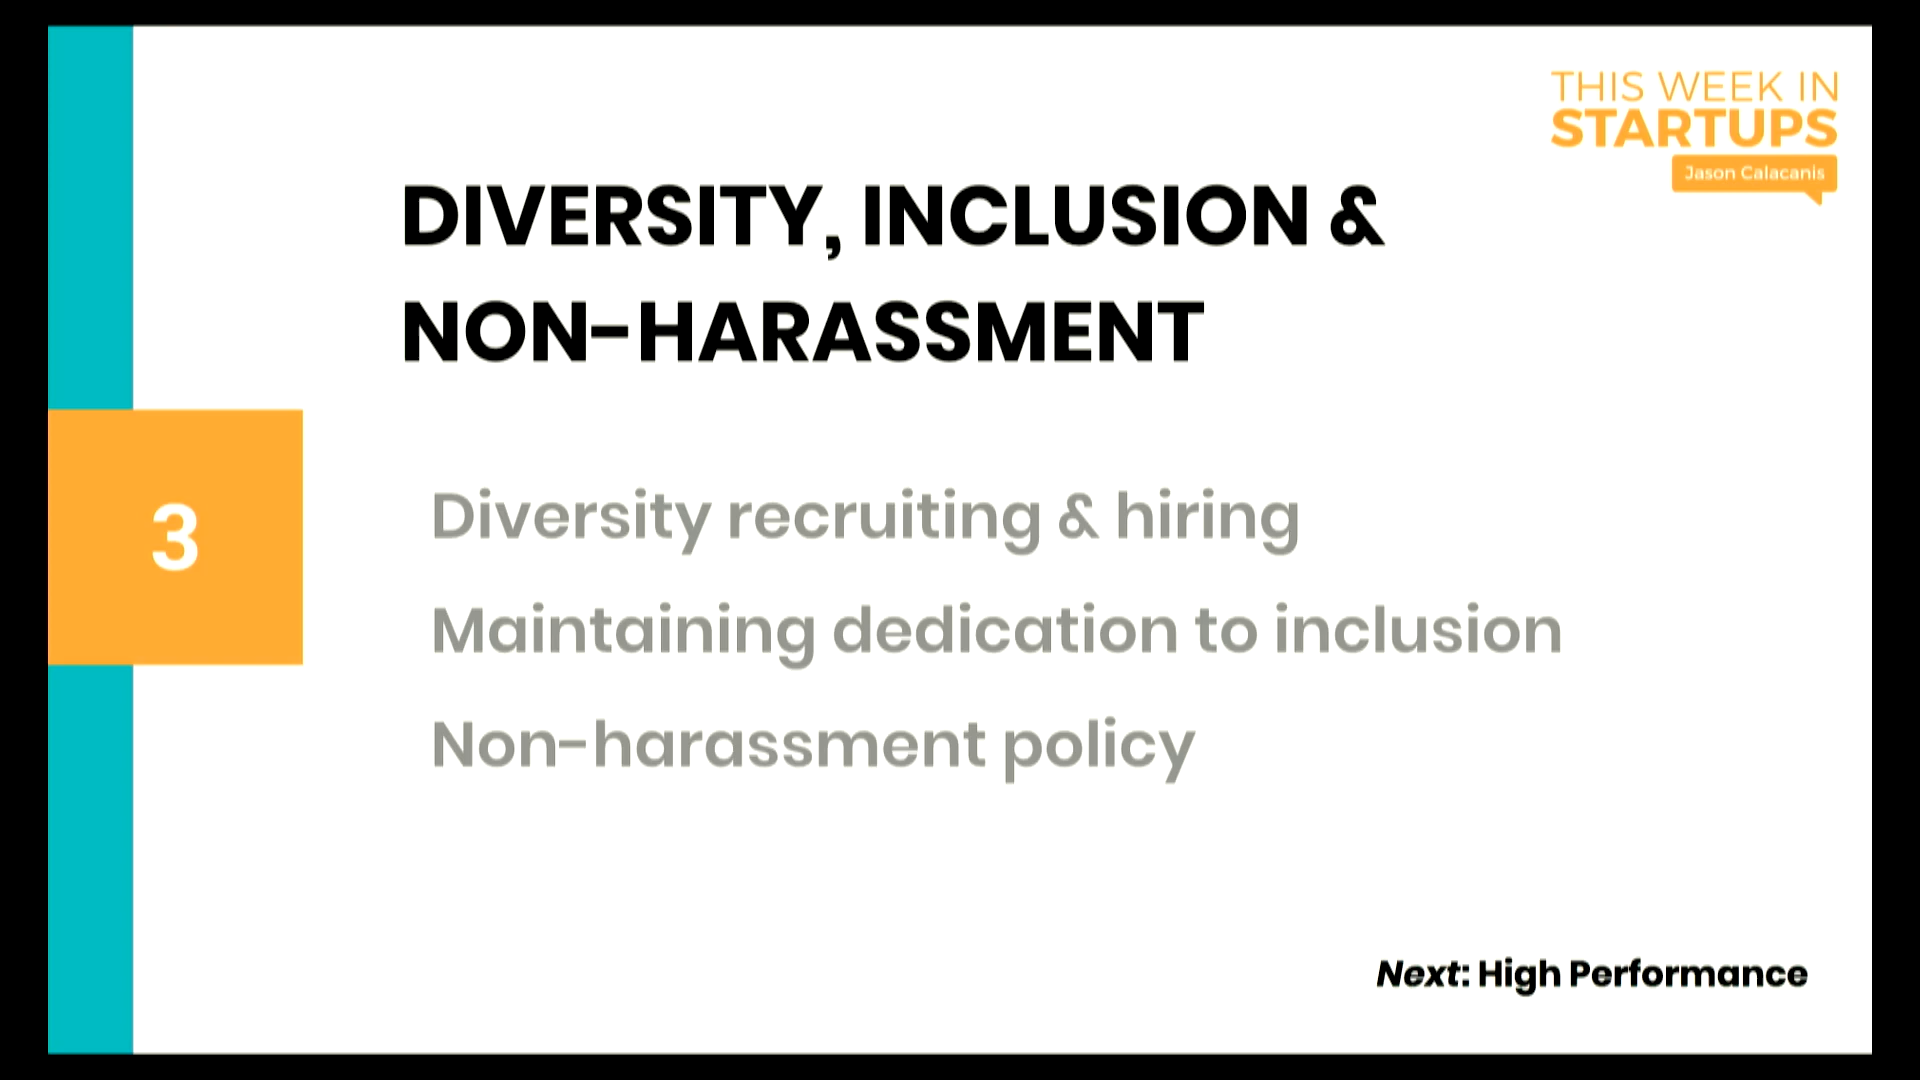 THIS WEEK IN
STARTUPS
Jason Calacanis
DIVERSITY, INCLUSION &
NON-HARASSMENT
3
Diversity recruiting & hiring
Maintaining dedication to inclusion
Non-harassment policy
Next: High Performance